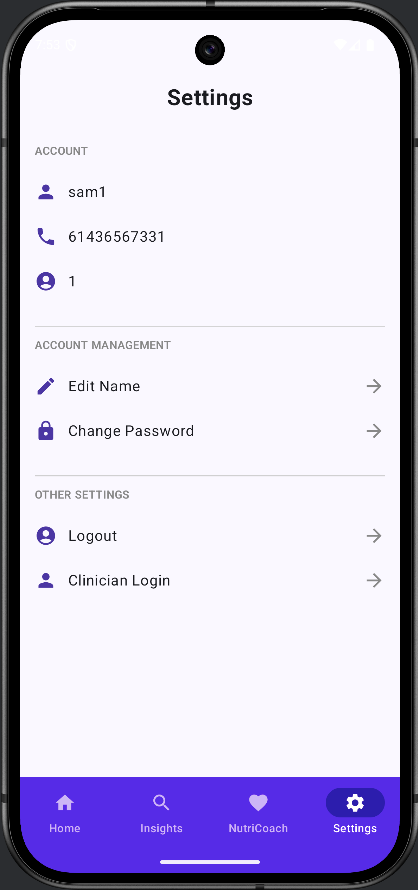 Settings
ACCOUNT
sam1
61436567331
1
ACCOUNT MANAGEMENT
Edit Name
Change Password
OTHER SETTINGS
Logout
Clinician Login
Home Insights NutriCoach Settings